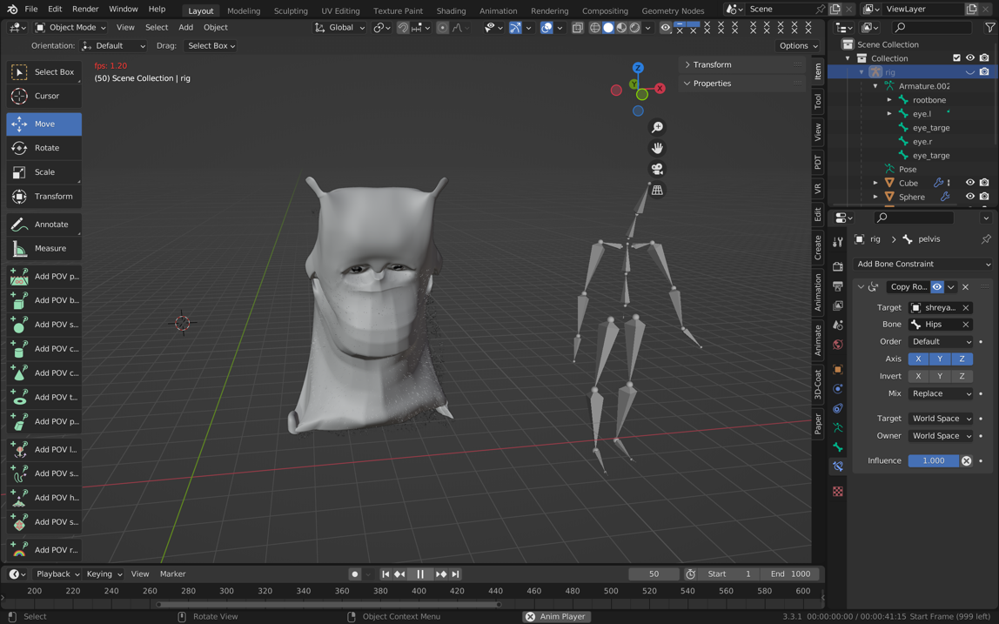 File Edit Render Window Help Layout Modeling Sculpting UV Editing Texture Paint Shading Animation Rendering Compositing Geometry Nodes Scene ViewLayer
Object Mode View Select Add Object Global
Orientation: Default Drag: Select Box Options
Select Box
Cursor
Move
Rotate
Scale
Transform
Annotate
Measure
Add POV p...
Add POV b...
Add POV s...
Add POV c...
Add POV c...
Add POV t...
Add POV p...
Add POV l...
Add POV s...
Add POV h...
Add POV s...
Add POV r...
fps: 1.20
(50) Scene Collection | rig
Z
Y
X
Transform
Properties
Item
Tool
View
PDT
VR
Edit
Create
Animation
Animate
3D-Coat
Paper
Scene Collection
Collection
rig
Armature.002
rootbone
eye.l
eye_targe
eye.r
eye_targe
Pose
Cube
Sphere
rig pelvis
Add Bone Constraint
Copy Ro...
Target shreya...
Bone Hips
Order Default
Axis X Y Z
Invert X Y Z
Mix Replace
Target World Space
Owner World Space
Influence 1.000
Playback Keying View Marker 50 Start 1 End 1000
200 220 240 260 280 300 320 340 360 380 400 420 440 460 480 500 520 540 560 580 600
Select Rotate View Object Context Menu Anim Player 3.3.1 00:00:00:00 / 00:00:41:15 Start Frame (999 left)